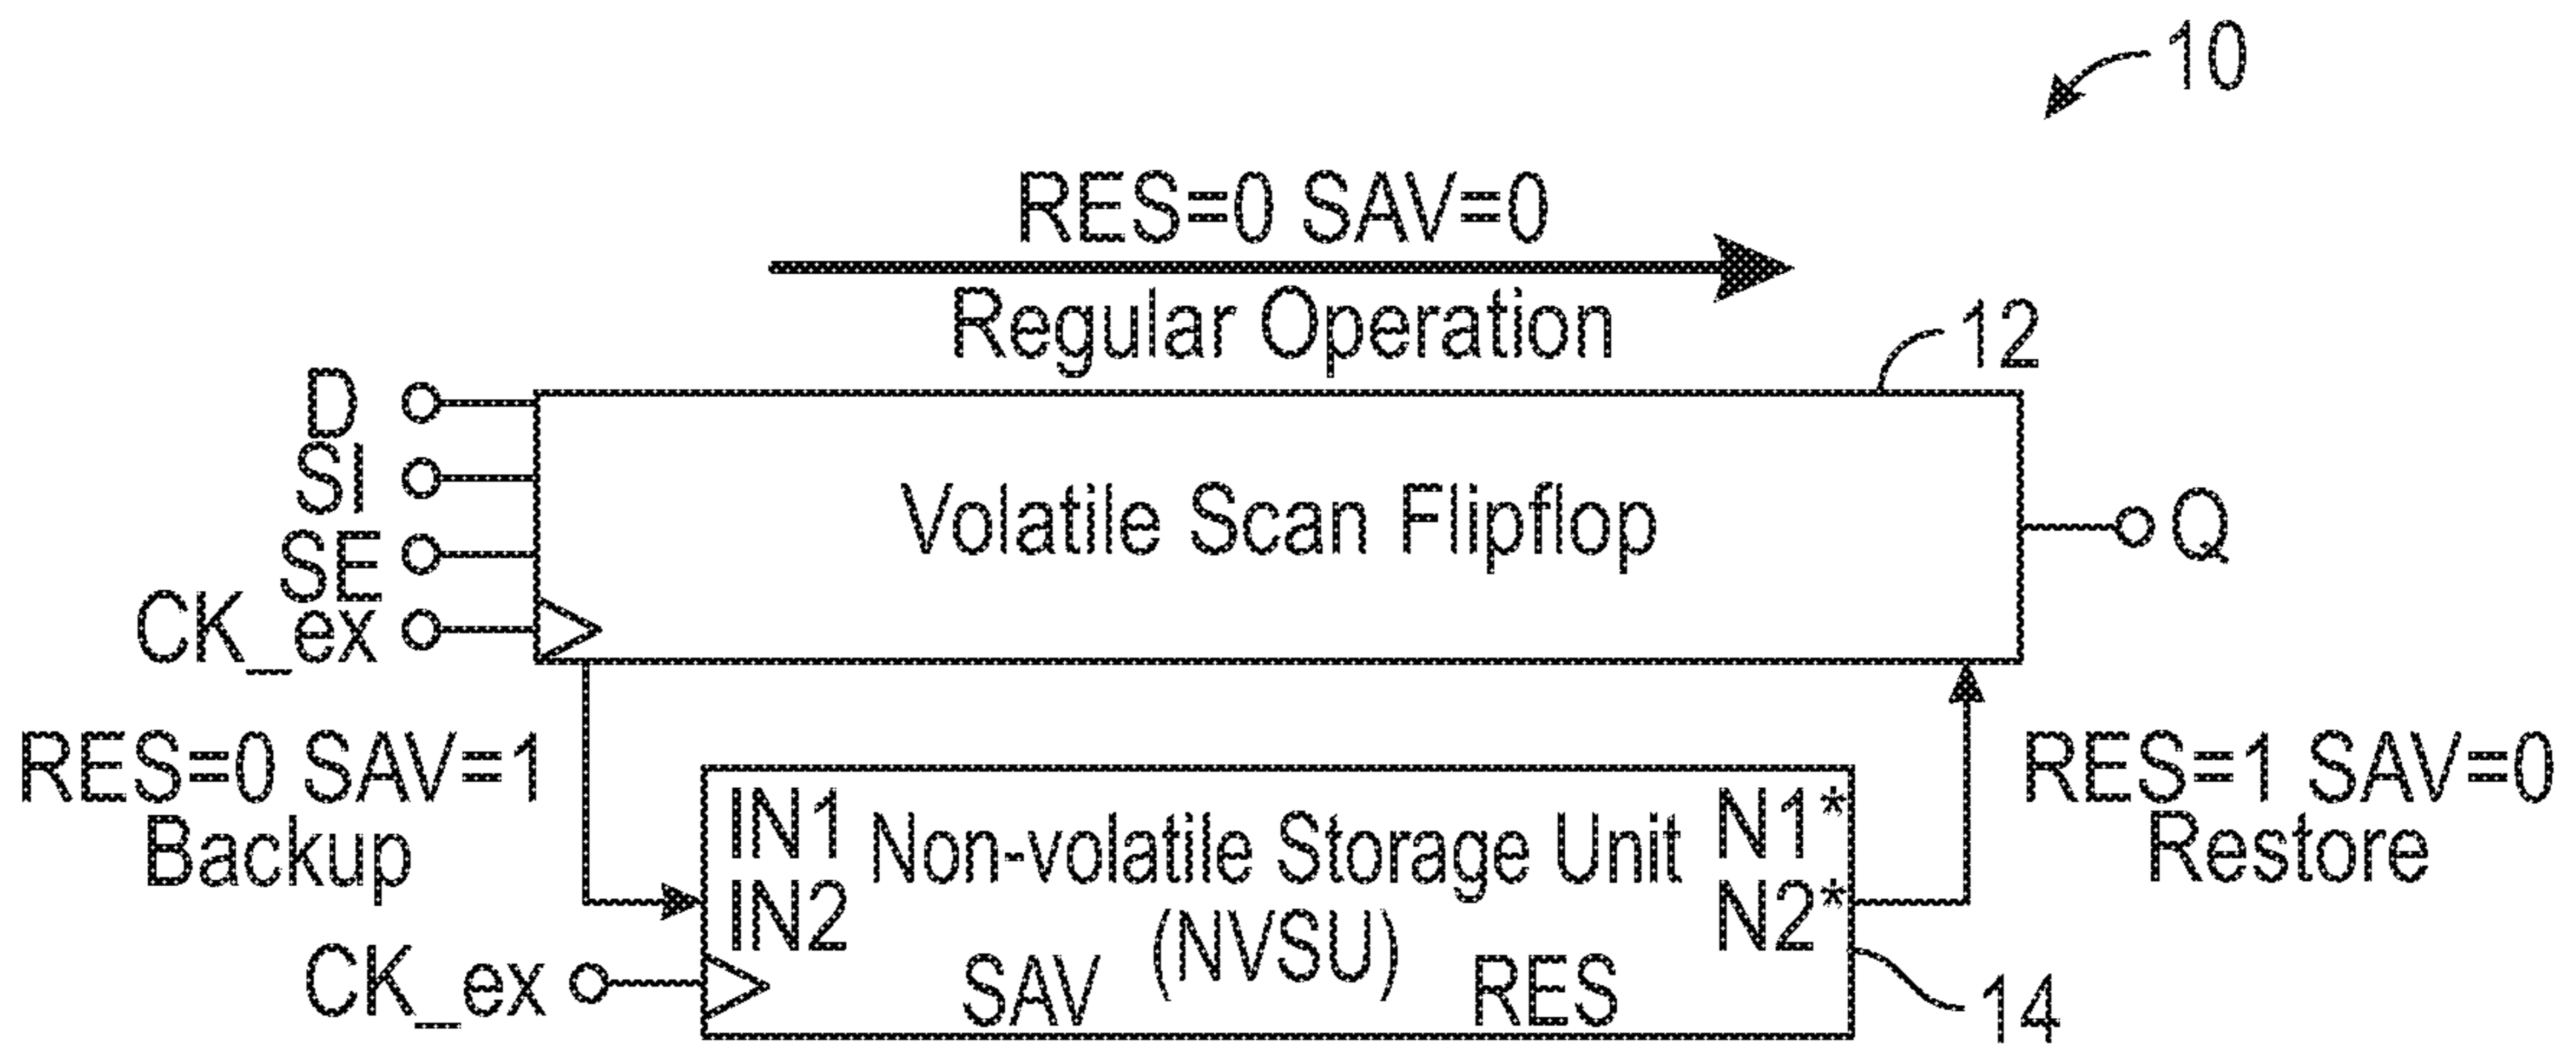 10
RES=0 SAV=0
Regular Operation
12
D
SI
SE
CK_ex
Volatile Scan Flipflop
Q
RES=0 SAV=1
Backup
RES=1 SAV=0
Restore
IN1
IN2
Non-volatile Storage Unit
(NVSU)
N1*
N2*
CK_ex
SAV
RES
14